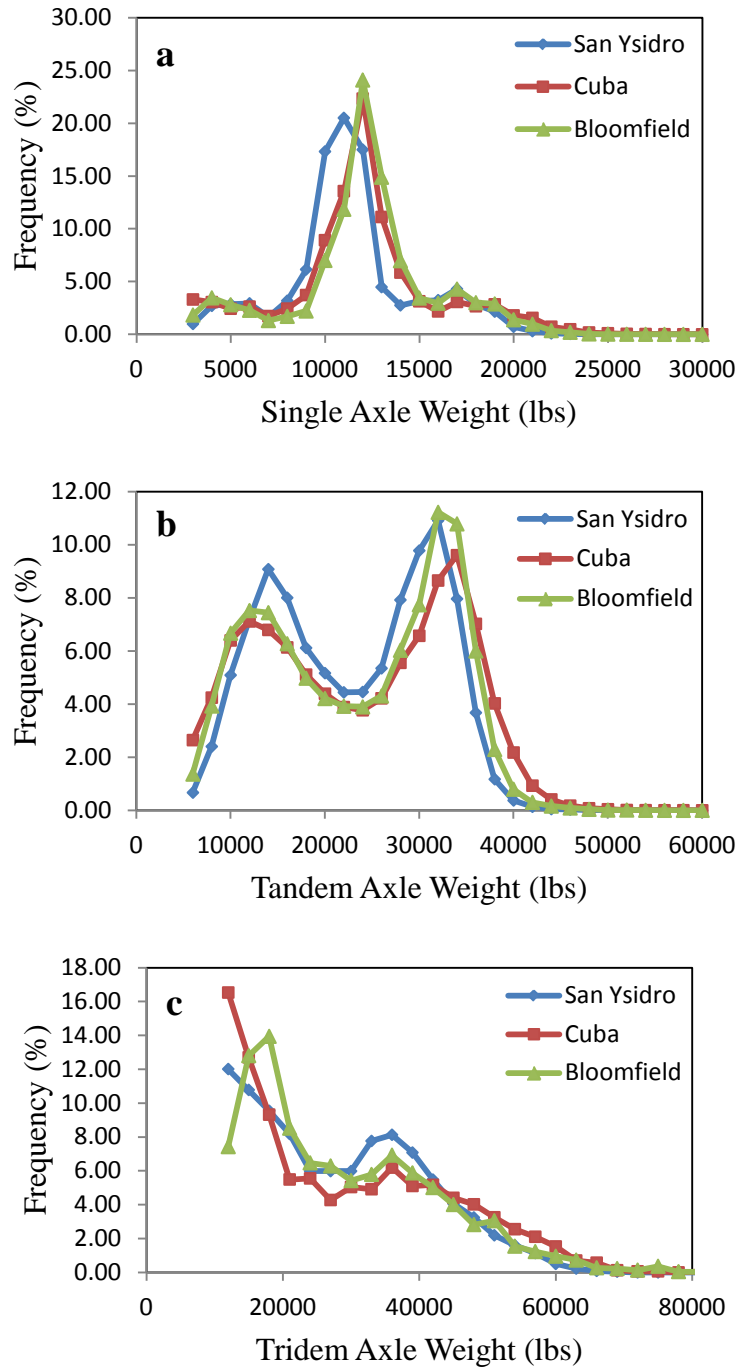 30.00
25.00
20.00
15.00
10.00
5.00
0.00
Frequency (%)
a
San Ysidro
Cuba
Bloomfield
0 5000 10000 15000 20000 25000 30000
Single Axle Weight (lbs)
12.00
10.00
8.00
6.00
4.00
2.00
0.00
Frequency (%)
b
San Ysidro
Cuba
Bloomfield
0 10000 20000 30000 40000 50000 60000
Tandem Axle Weight (lbs)
18.00
16.00
14.00
12.00
10.00
8.00
6.00
4.00
2.00
0.00
Frequency (%)
c
San Ysidro
Cuba
Bloomfield
0 20000 40000 60000 80000
Tridem Axle Weight (lbs)